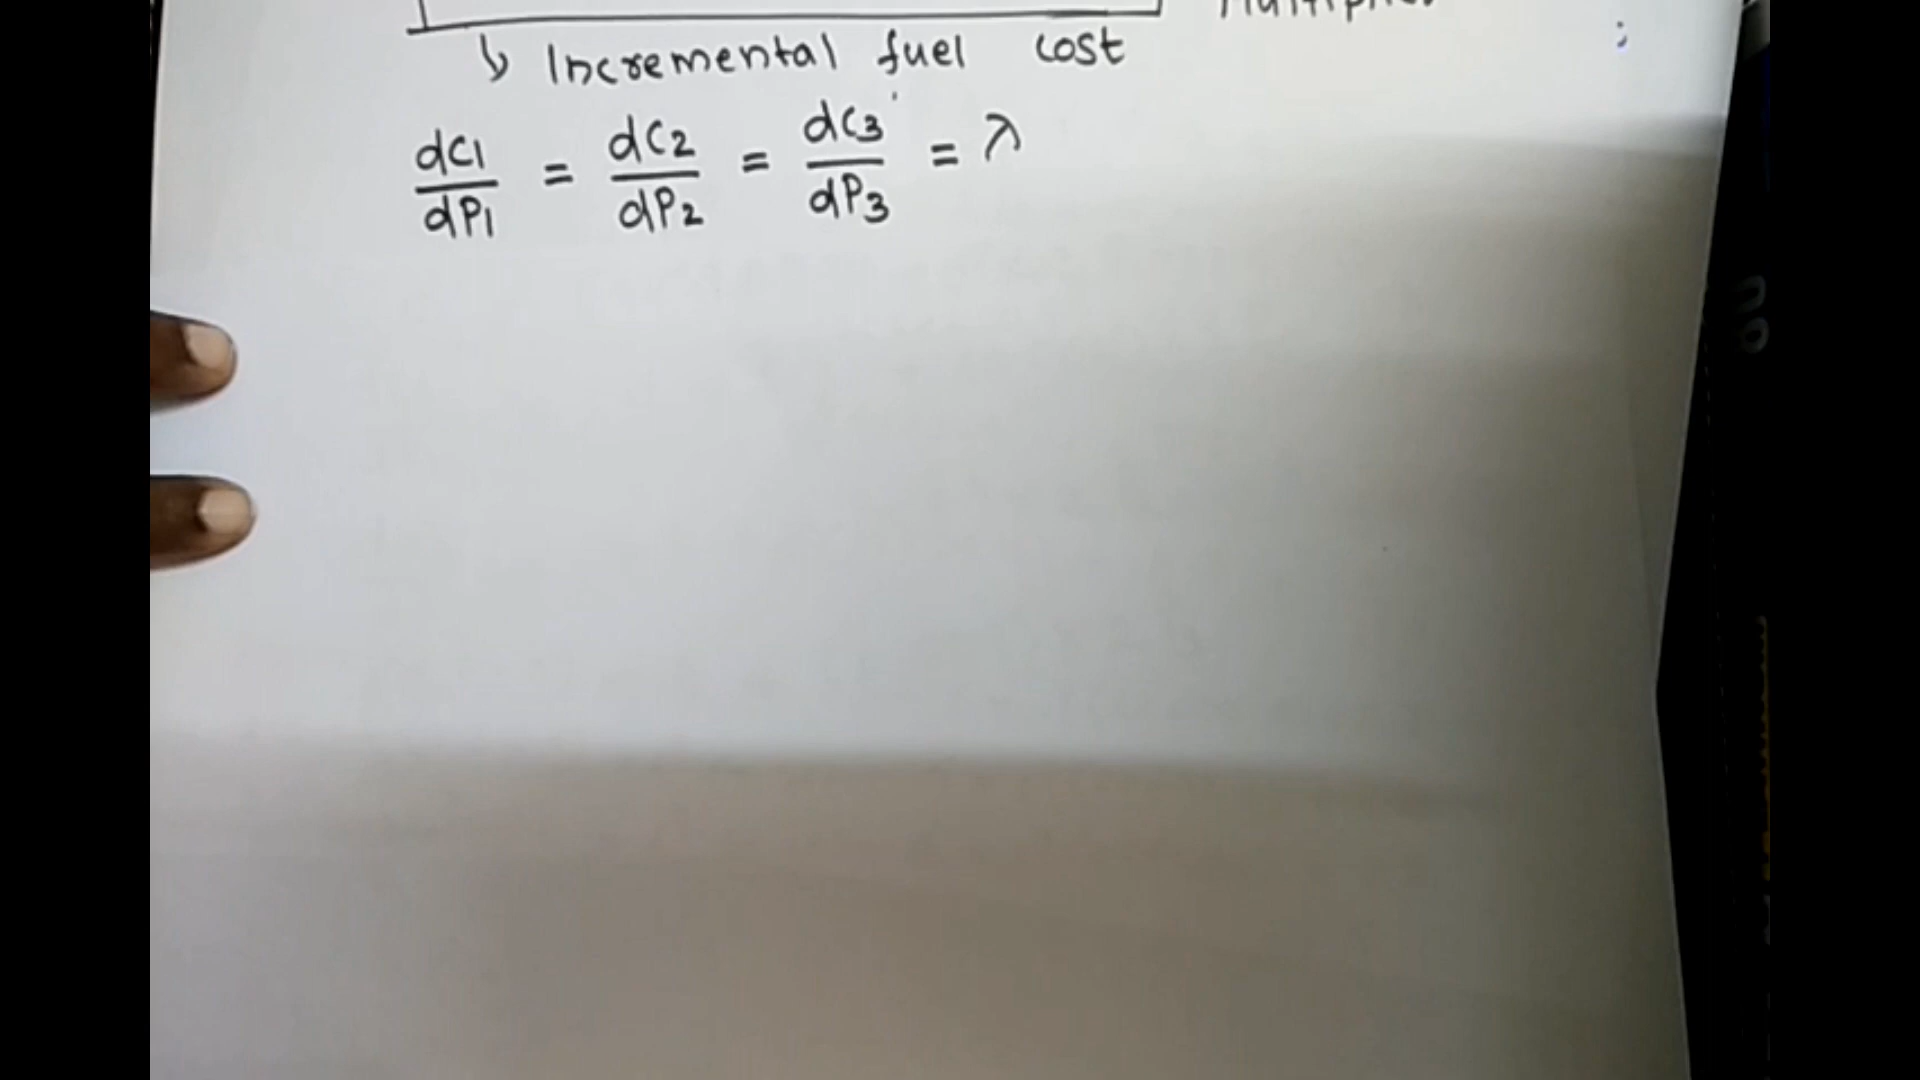 ↳ Incremental fuel cost
dC1/dP1 = dC2/dP2 = dC3/dP3 = λ